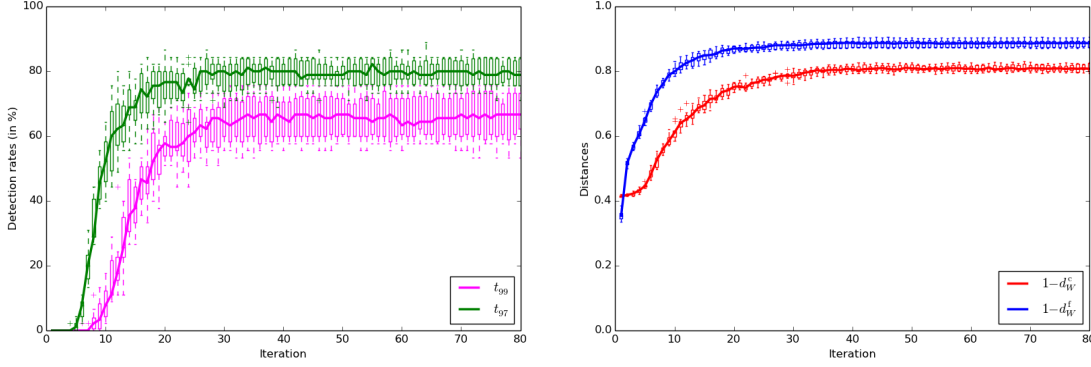 100
80
60
40
20
0
Detection rates (in %)
0 10 20 30 40 50 60 70 80
Iteration
t₉₉
t₉₇
1.0
0.8
0.6
0.4
0.2
0.0
Distances
0 10 20 30 40 50 60 70 80
Iteration
1−d_W^c
1−d_W^f